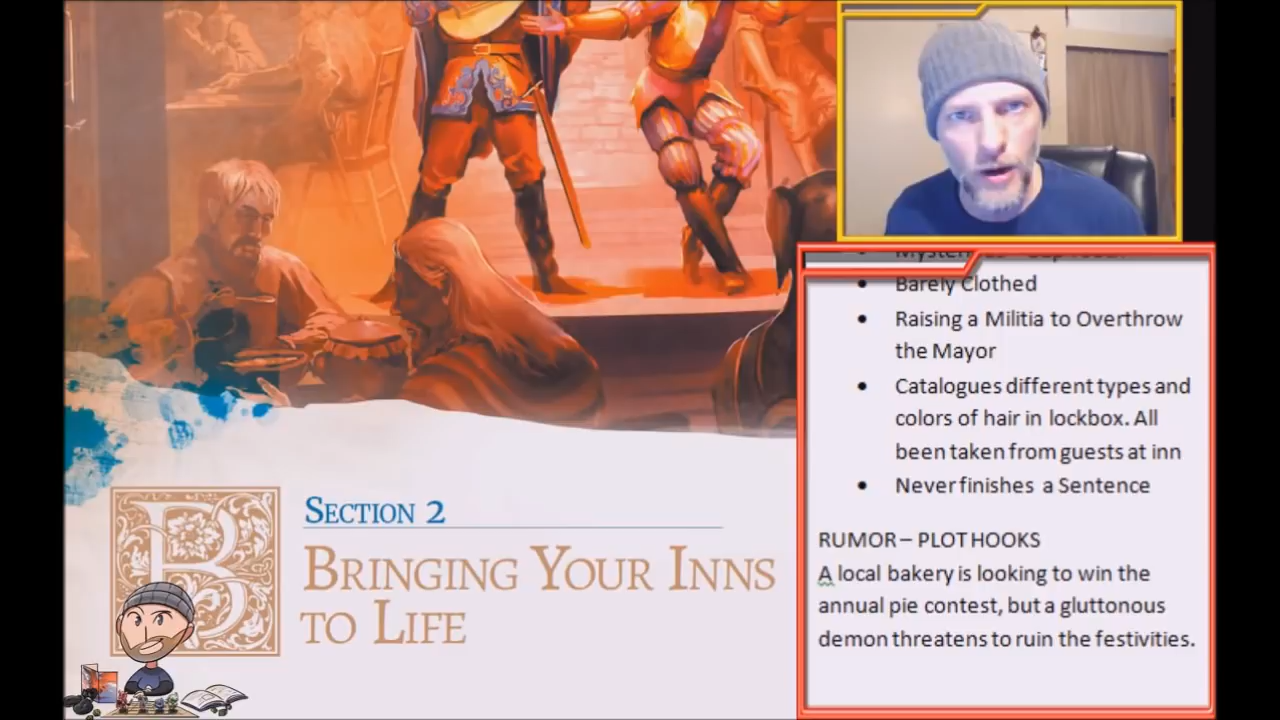 Barely Clothed
Raising a Militia to Overthrow
the Mayor
Catalogues different types and
colors of hair in lockbox. All
been taken from guests at inn
Never finishes a Sentence
RUMOR – PLOT HOOKS
A local bakery is looking to win the
annual pie contest, but a gluttonous
demon threatens to ruin the festivities.
SECTION 2
BRINGING YOUR INNS
TO LIFE